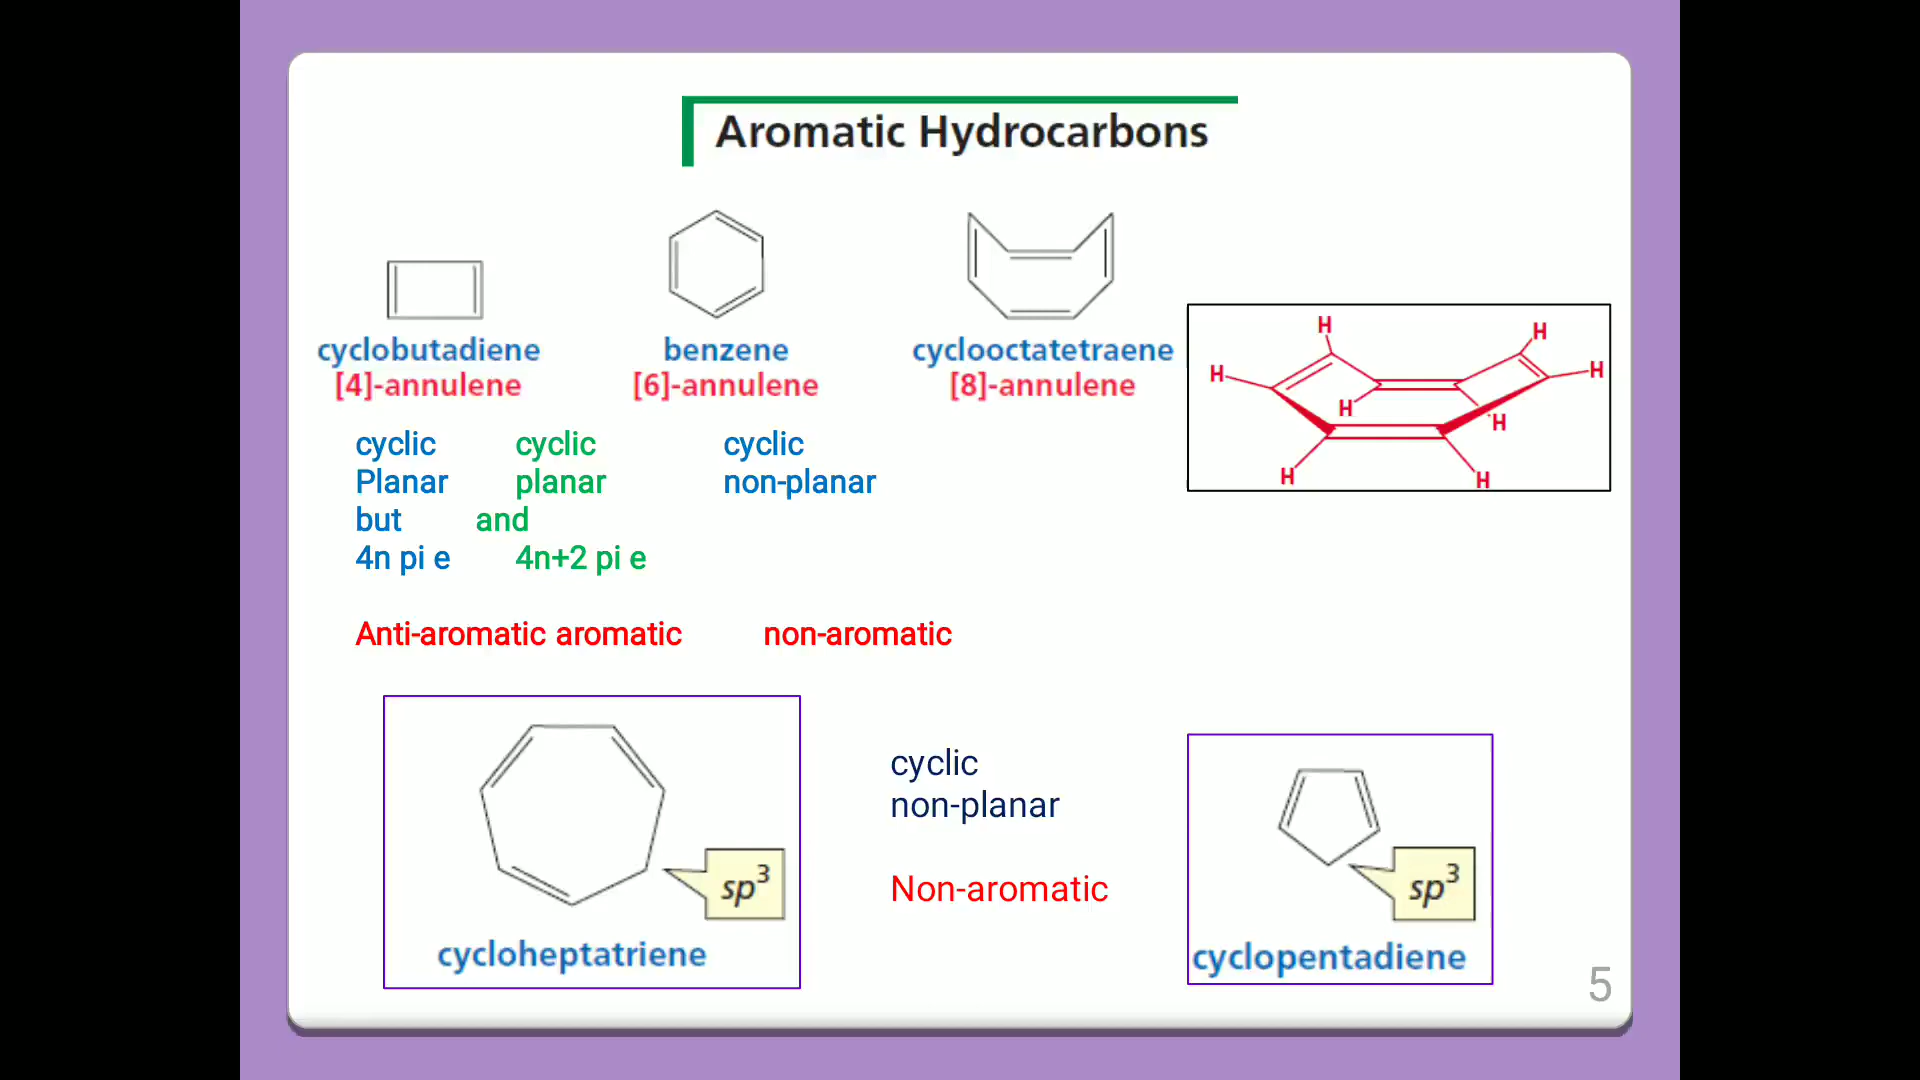 Aromatic Hydrocarbons
cyclobutadiene benzene cyclooctatetraene
[4]-annulene [6]-annulene [8]-annulene
H H
H H
H H
H H
cyclic cyclic cyclic
Planar planar non-planar
but and
4n pi e 4n+2 pi e
Anti-aromatic aromatic non-aromatic
sp³
cycloheptatriene
cyclic
non-planar
Non-aromatic
sp³
cyclopentadiene
5